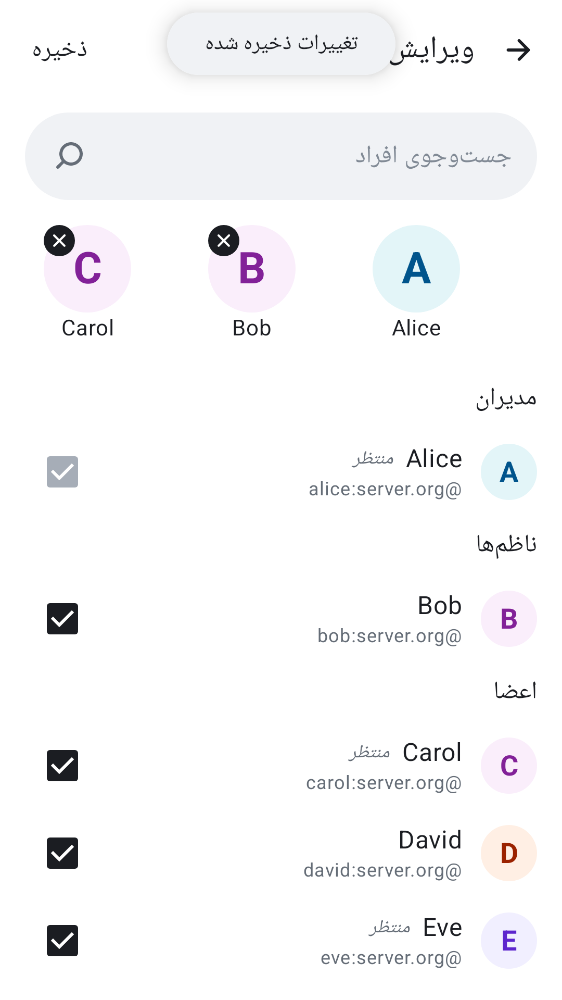 ویرایش
تغییرات ذخیره شده
ذخیره
جست‌وجوی افراد
A
B
C
Alice
Bob
Carol
مدیران
A
Alice منتظر
@alice:server.org
ناظم‌ها
B
Bob
@bob:server.org
اعضا
C
Carol منتظر
@carol:server.org
D
David
@david:server.org
E
Eve منتظر
@eve:server.org